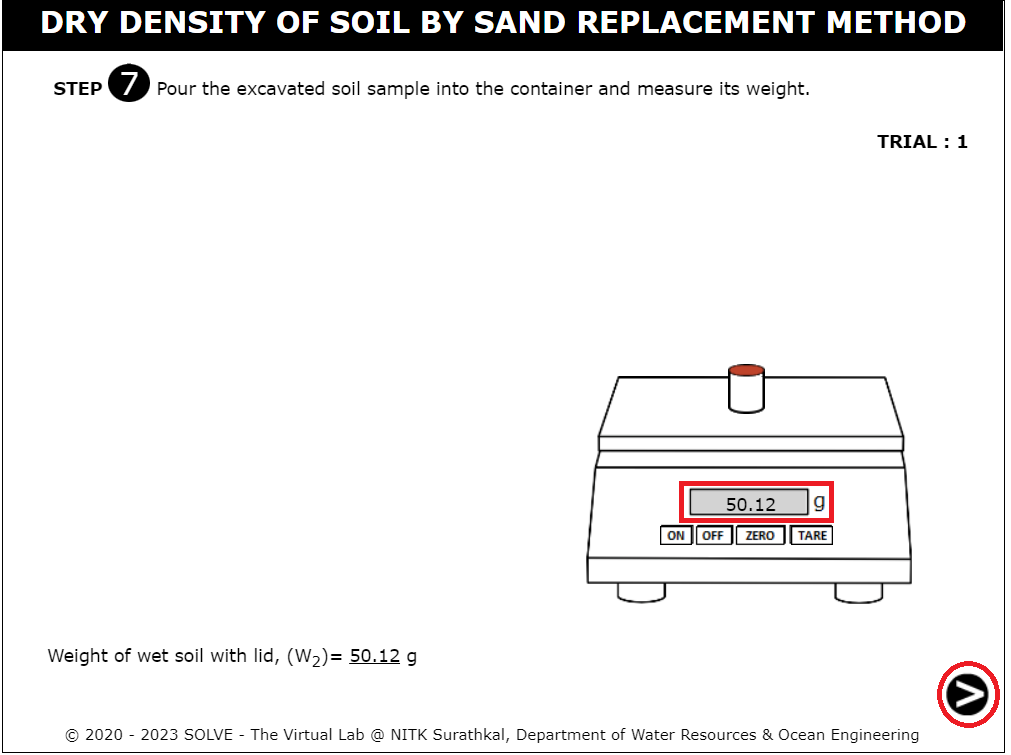 DRY DENSITY OF SOIL BY SAND REPLACEMENT METHOD
STEP 7 Pour the excavated soil sample into the container and measure its weight.
TRIAL : 1
50.12 g
ON OFF ZERO TARE
Weight of wet soil with lid, (W₂)= 50.12 g
>
© 2020 - 2023 SOLVE - The Virtual Lab @ NITK Surathkal, Department of Water Resources & Ocean Engineering